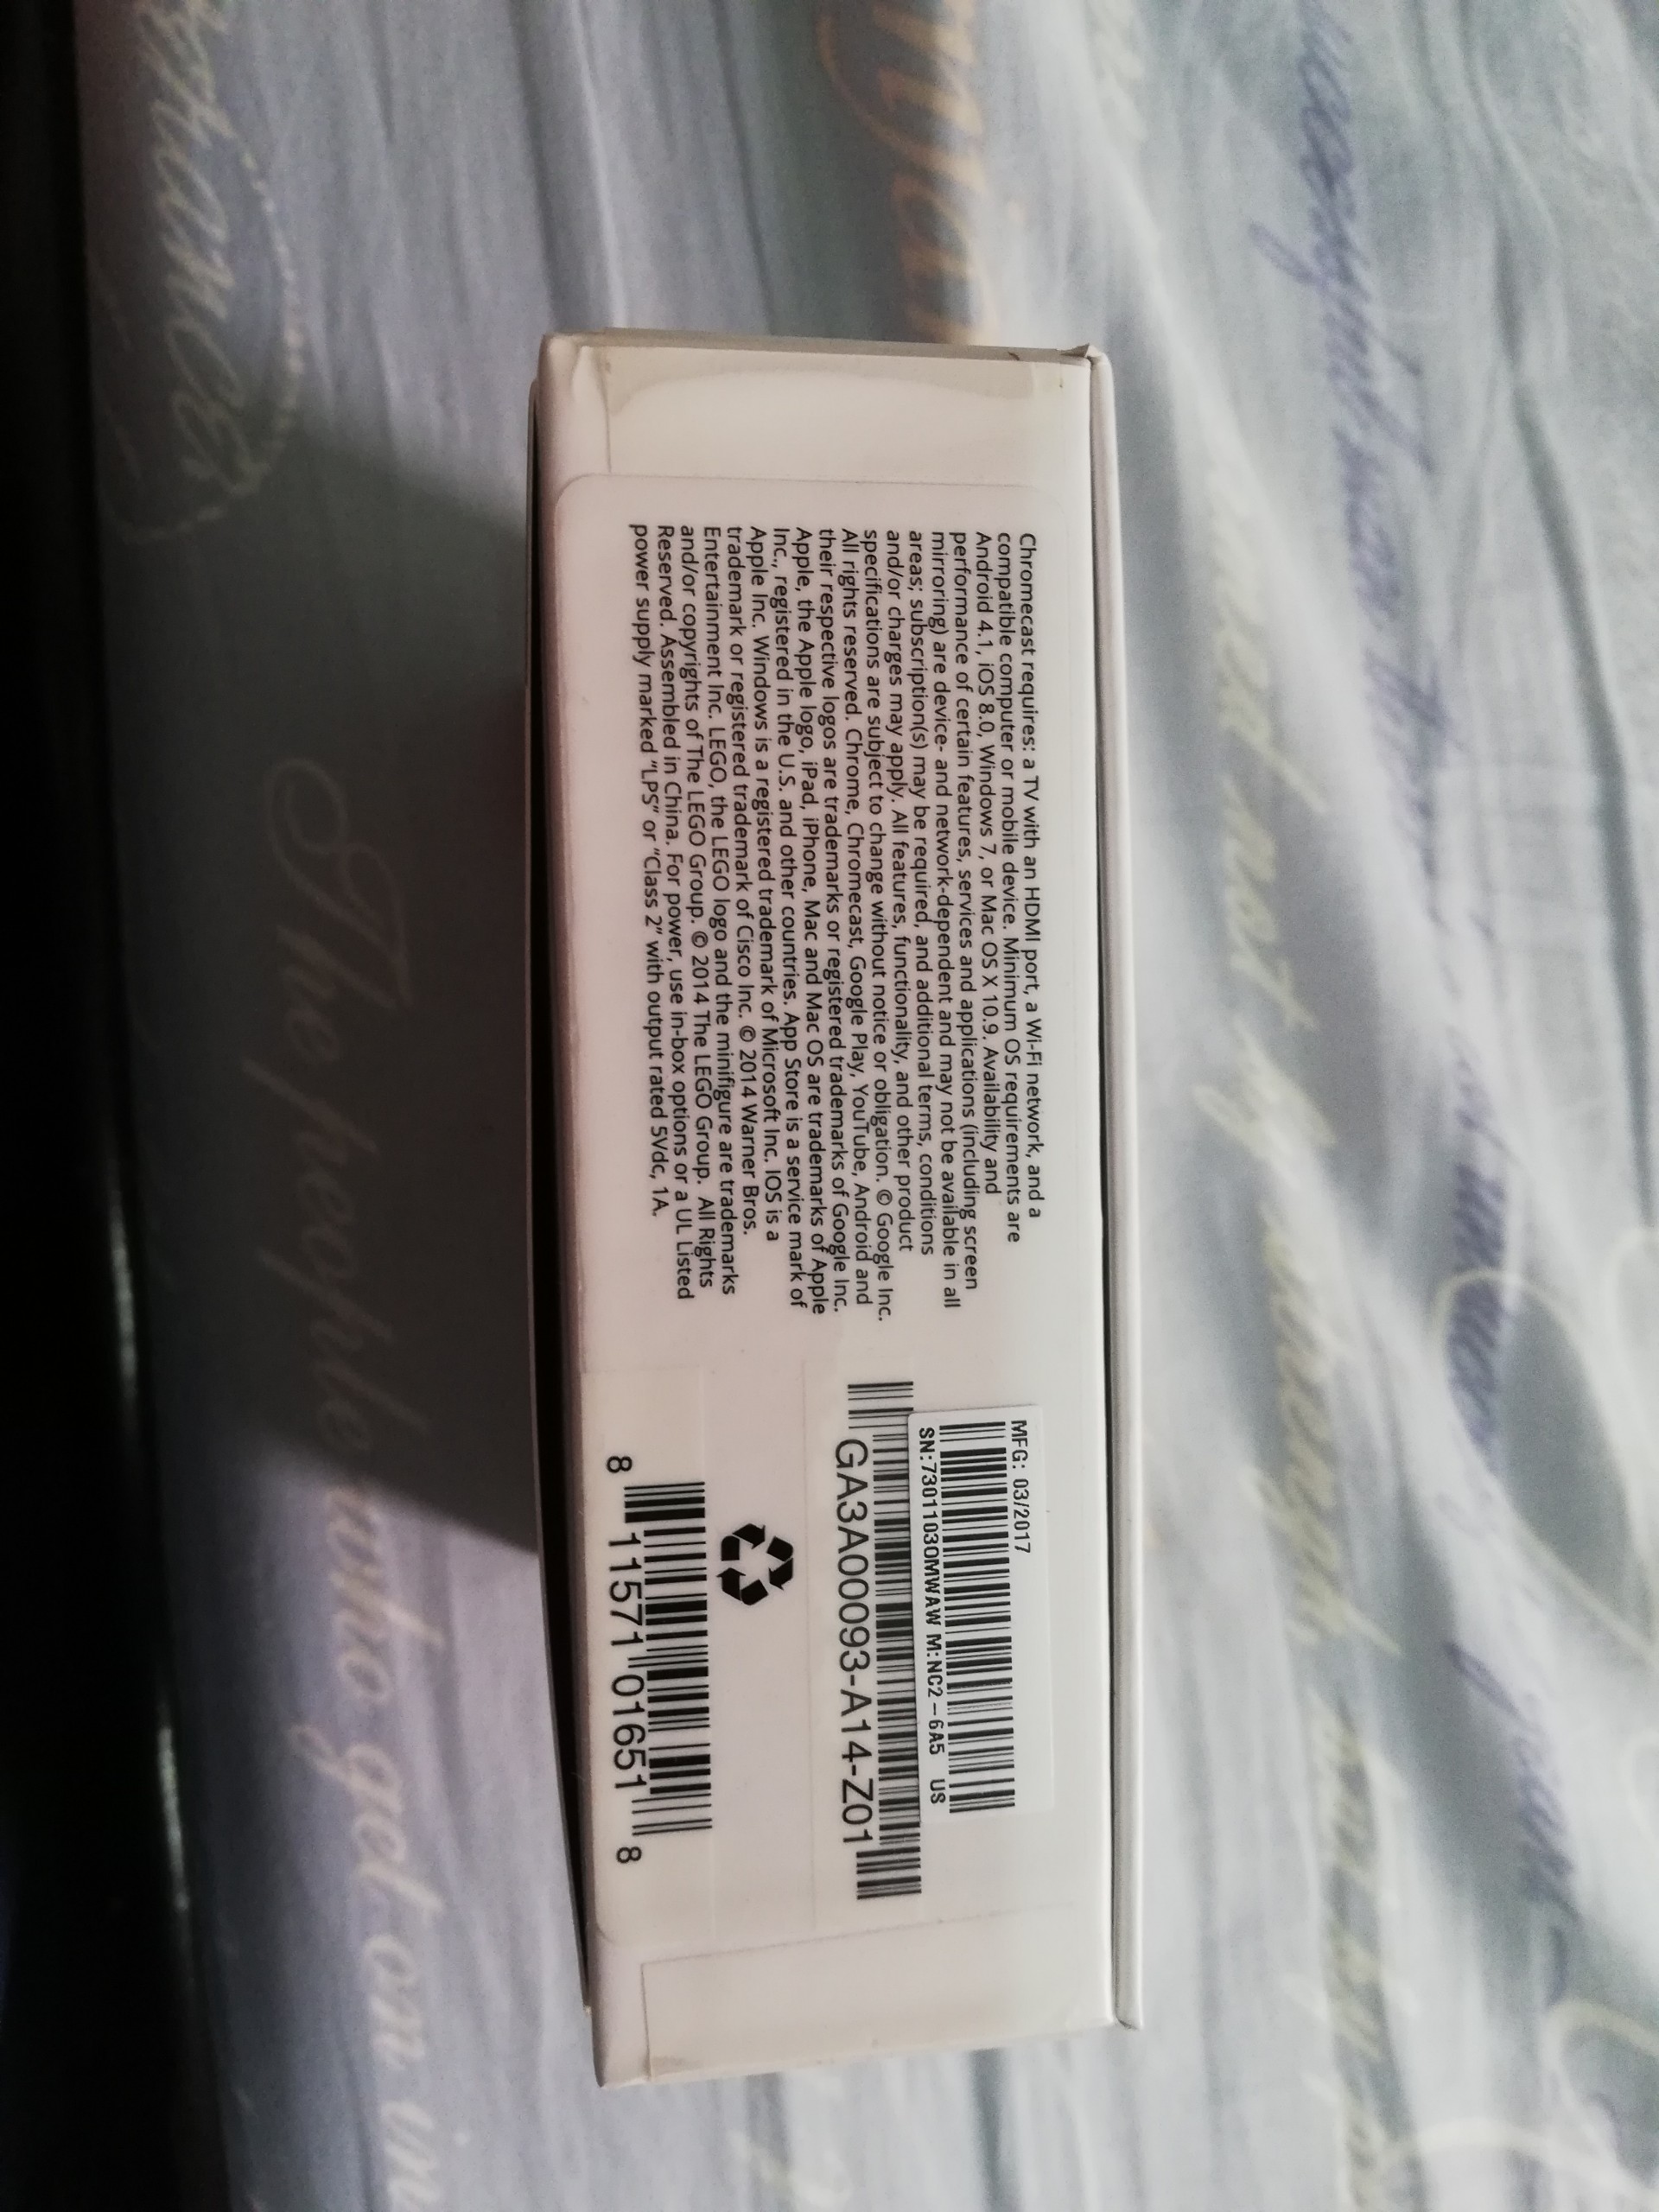 Chromecast requires: a TV with an HDMI port, a Wi-Fi network, and a
compatible computer or mobile device. Minimum OS requirements are
Android 4.1, iOS 8.0, Windows 7, or Mac OS X 10.9. Availability and
performance of certain features, services and applications (including screen
mirroring) are device- and network-dependent and may not be available in all
areas; subscription(s) may be required, and additional terms, conditions
and/or charges may apply. All features, functionality, and other product
specifications are subject to change without notice or obligation. © Google Inc.
All rights reserved. Chrome, Chromecast, Google Play, YouTube, Android and
their respective logos are trademarks or registered trademarks of Google Inc.
Apple, the Apple logo, iPad, iPhone, Mac and Mac OS are trademarks of Apple
Inc., registered in the U.S. and other countries. App Store is a service mark of
Apple Inc. Windows is a registered trademark of Microsoft Inc. IOS is a
trademark or registered trademark of Cisco Inc. © 2014 Warner Bros.
Entertainment Inc. LEGO, the LEGO logo and the minifigure are trademarks
and/or copyrights of The LEGO Group. © 2014 The LEGO Group. All Rights
Reserved. Assembled in China. For power, use in-box options or a UL Listed
power supply marked "LPS" or "Class 2" with output rated 5Vdc, 1A.
MFG: 03/2017
SN:73011030MWAW M:NC2-6A5 US
GA3A00093-A14-Z01
8 11571 01651 8
The people who get on in